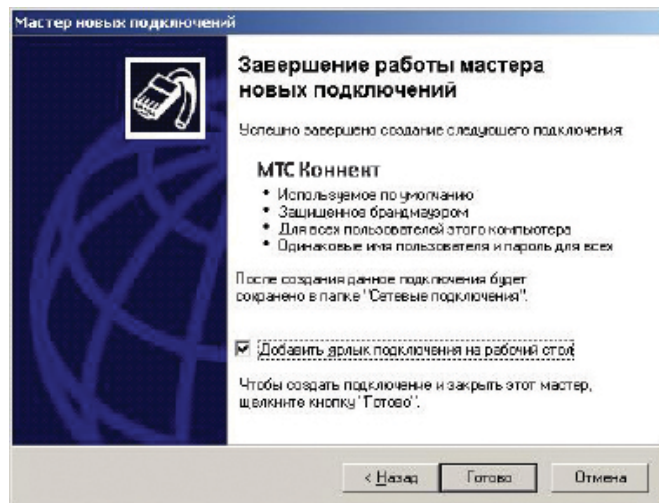 Мастер новых подключений
Завершение работы мастера
новых подключений
Успешно завершено создание следующего подключения:
МТС Коннект
• Используемое по умолчанию
• Защищенное брандмауэром
• Для всех пользователей этого компьютера
• Одинаковые имя пользователя и пароль для всех
После создания данное подключения будет
сохранено в папке "Сетевые подключения".
Добавить ярлык подключения на рабочий стол
Чтобы создать подключение и закрыть этот мастер,
щелкните кнопку "Готово".
< Назад
Готово
Отмена